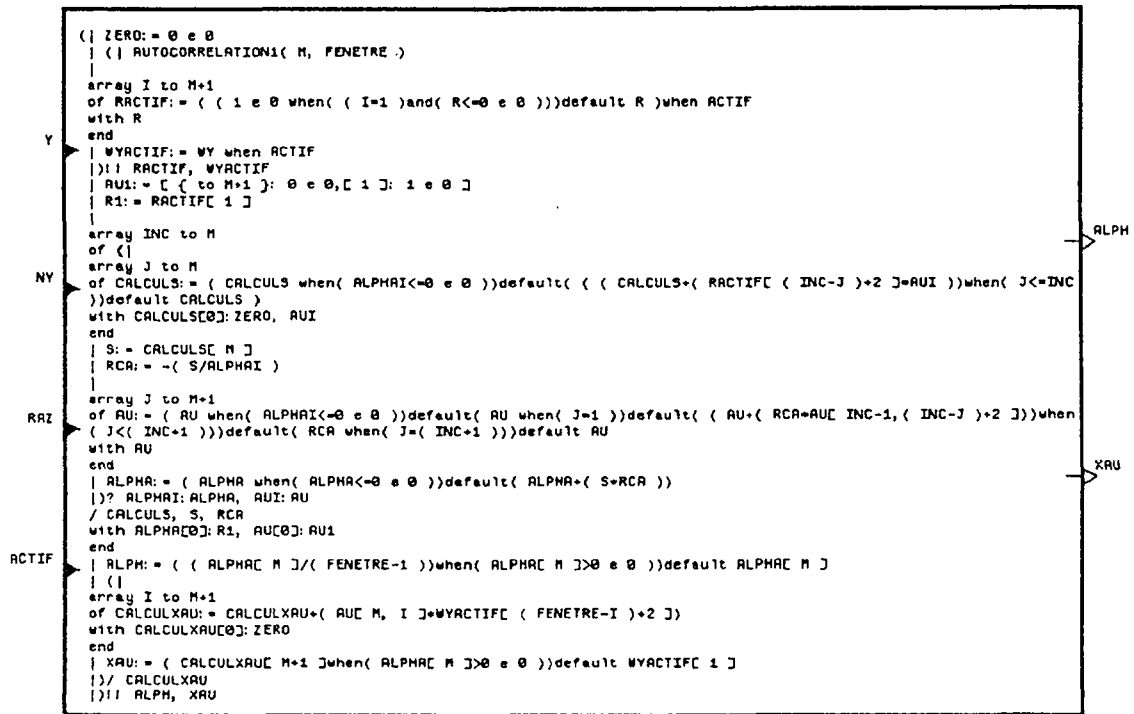 (| ZERO:= 0 e 0
| (| AUTOCORRELATION1( M, FENETRE )
|
array I to M+1
of RACTIF:= ( ( 1 e 0 when( ( I=1 )and( R<=0 e 0 )))default R )when ACTIF
with R
end
Y
| WYACTIF:= WY when ACTIF
|)!! RACTIF, WYACTIF
| AU1:= [ { to M+1 }: 0 e 0,[ 1 ]: 1 e 0 ]
| R1:= RACTIF[ 1 ]
|
array INC to M
ALPH
of (|
array J to M
NY
of CALCULS:= ( CALCULS when( ALPHAI<=0 e 0 ))default( ( ( CALCULS+( RACTIF[ ( INC-J )+2 ]*AUI ))when( J<=INC
))default CALCULS )
with CALCULS[0]:ZERO, AUI
end
| S:= CALCULS[ M ]
| RCA:= -( S/ALPHAI )
|
array J to M+1
RAZ
of AU:= ( AU when( ALPHAI<=0 e 0 ))default( AU when( J=1 ))default( ( AU+( RCA*AU[ INC-1,( INC-J )+2 ]))when
( J<( INC+1 )))default( RCA when( J=( INC+1 )))default AU
with AU
end
XAU
| ALPHA:= ( ALPHA when( ALPHA<=0 e 0 ))default( ALPHA+( S*RCA ))
|)? ALPHAI:ALPHA, AUI:AU
/ CALCULS, S, RCA
with ALPHA[0]:R1, AU[0]:AU1
end
ACTIF
| ALPH:= ( ( ALPHA[ M ]/( FENETRE-1 ))when( ALPHA[ M ]>0 e 0 ))default ALPHA[ M ]
| (|
array I to M+1
of CALCULXAU:= CALCULXAU+( AU[ M, I ]*WYACTIF[ ( FENETRE-I )+2 ])
with CALCULXAU[0]:ZERO
end
| XAU:= ( CALCULXAU[ M+1 ]when( ALPHA[ M ]>0 e 0 ))default WYACTIF[ 1 ]
|)/ CALCULXAU
|)!! ALPH, XAU